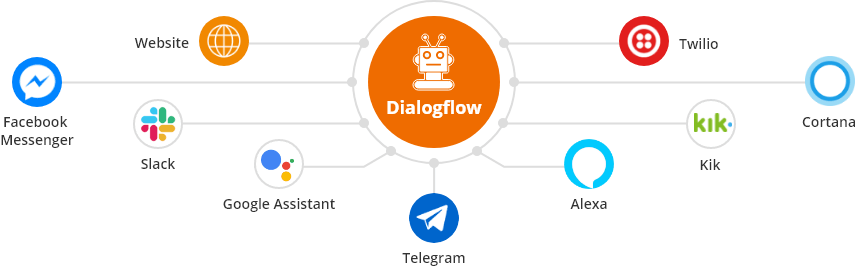 Website
Twilio
Dialogflow
Facebook
Messenger
Cortana
kik.
Slack
Kik
Google Assistant
Alexa
Telegram